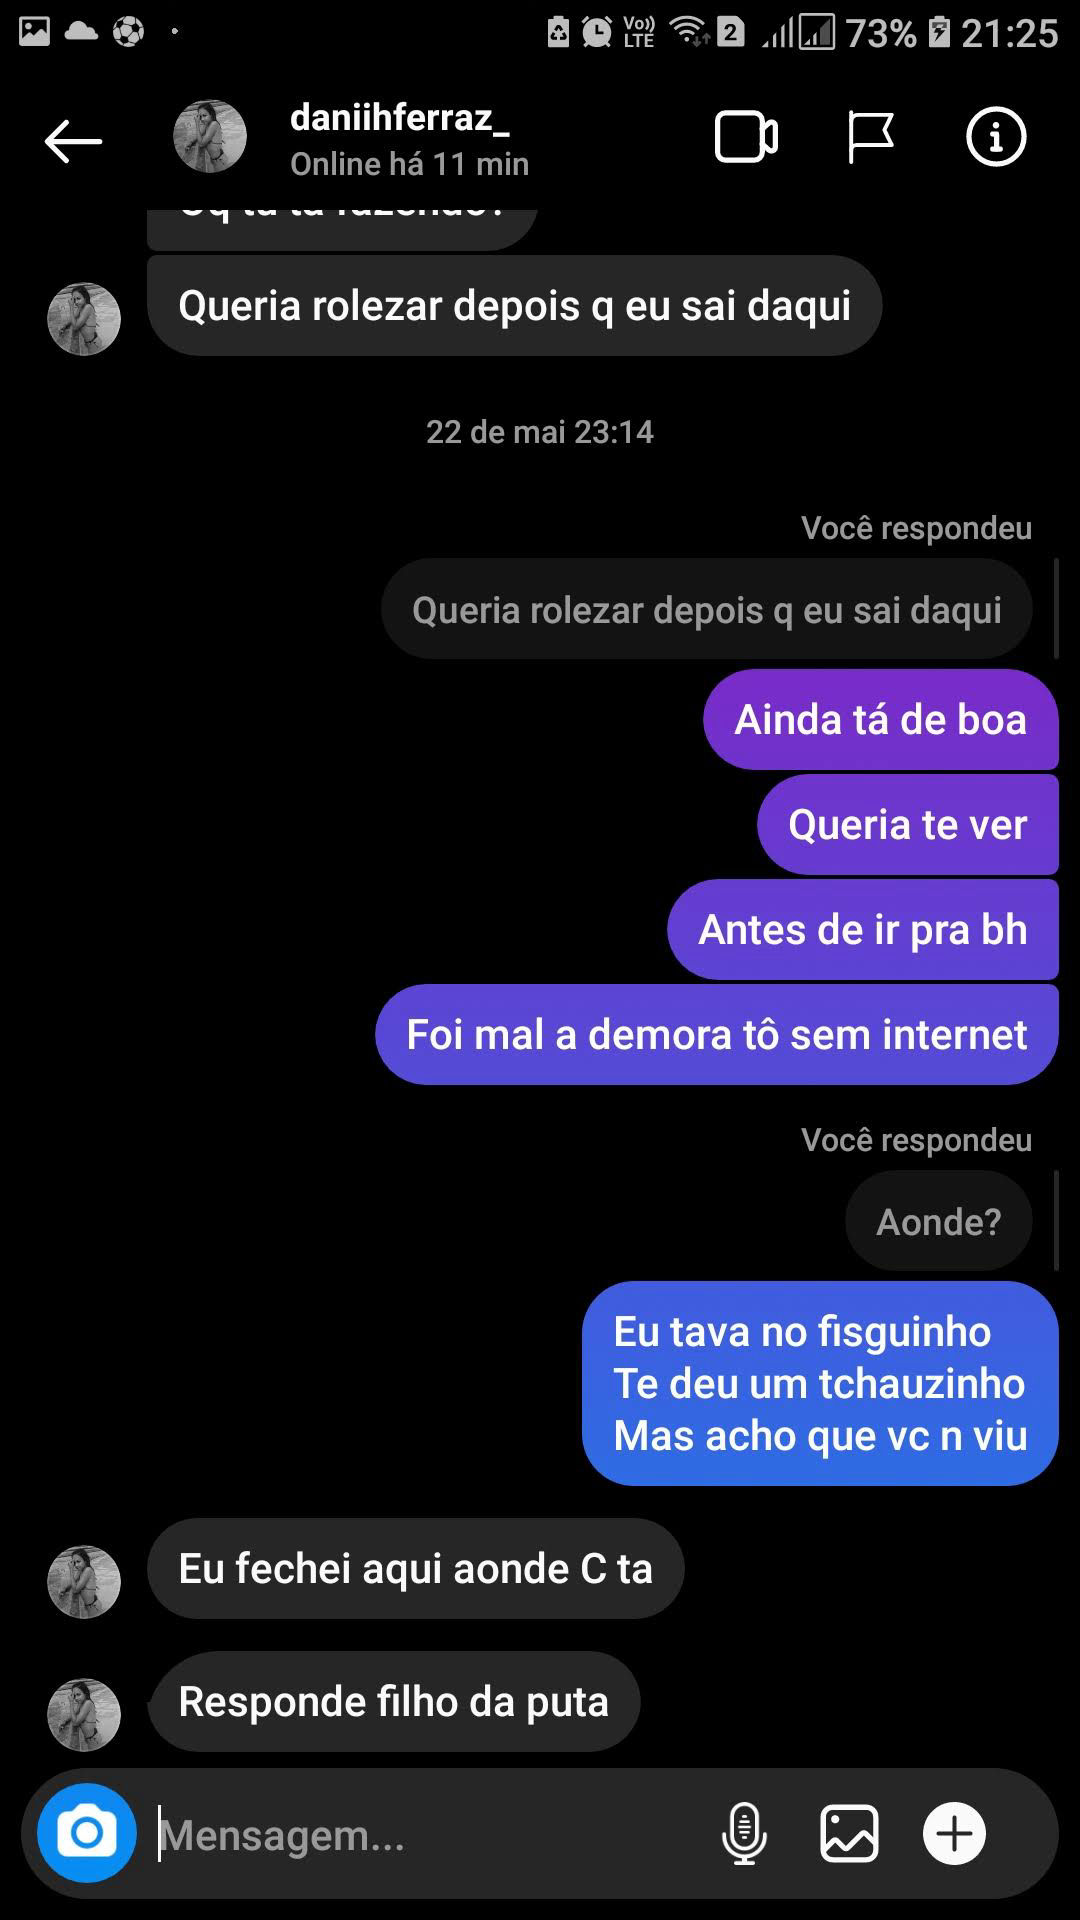 Vo))
LTE
2
73%
21:25
daniihferraz_
Online há 11 min
Queria rolezar depois q eu sai daqui
22 de mai 23:14
Você respondeu
Queria rolezar depois q eu sai daqui
Ainda tá de boa
Queria te ver
Antes de ir pra bh
Foi mal a demora tô sem internet
Você respondeu
Aonde?
Eu tava no fisguinho
Te deu um tchauzinho
Mas acho que vc n viu
Eu fechei aqui aonde C ta
Responde filho da puta
Mensagem...